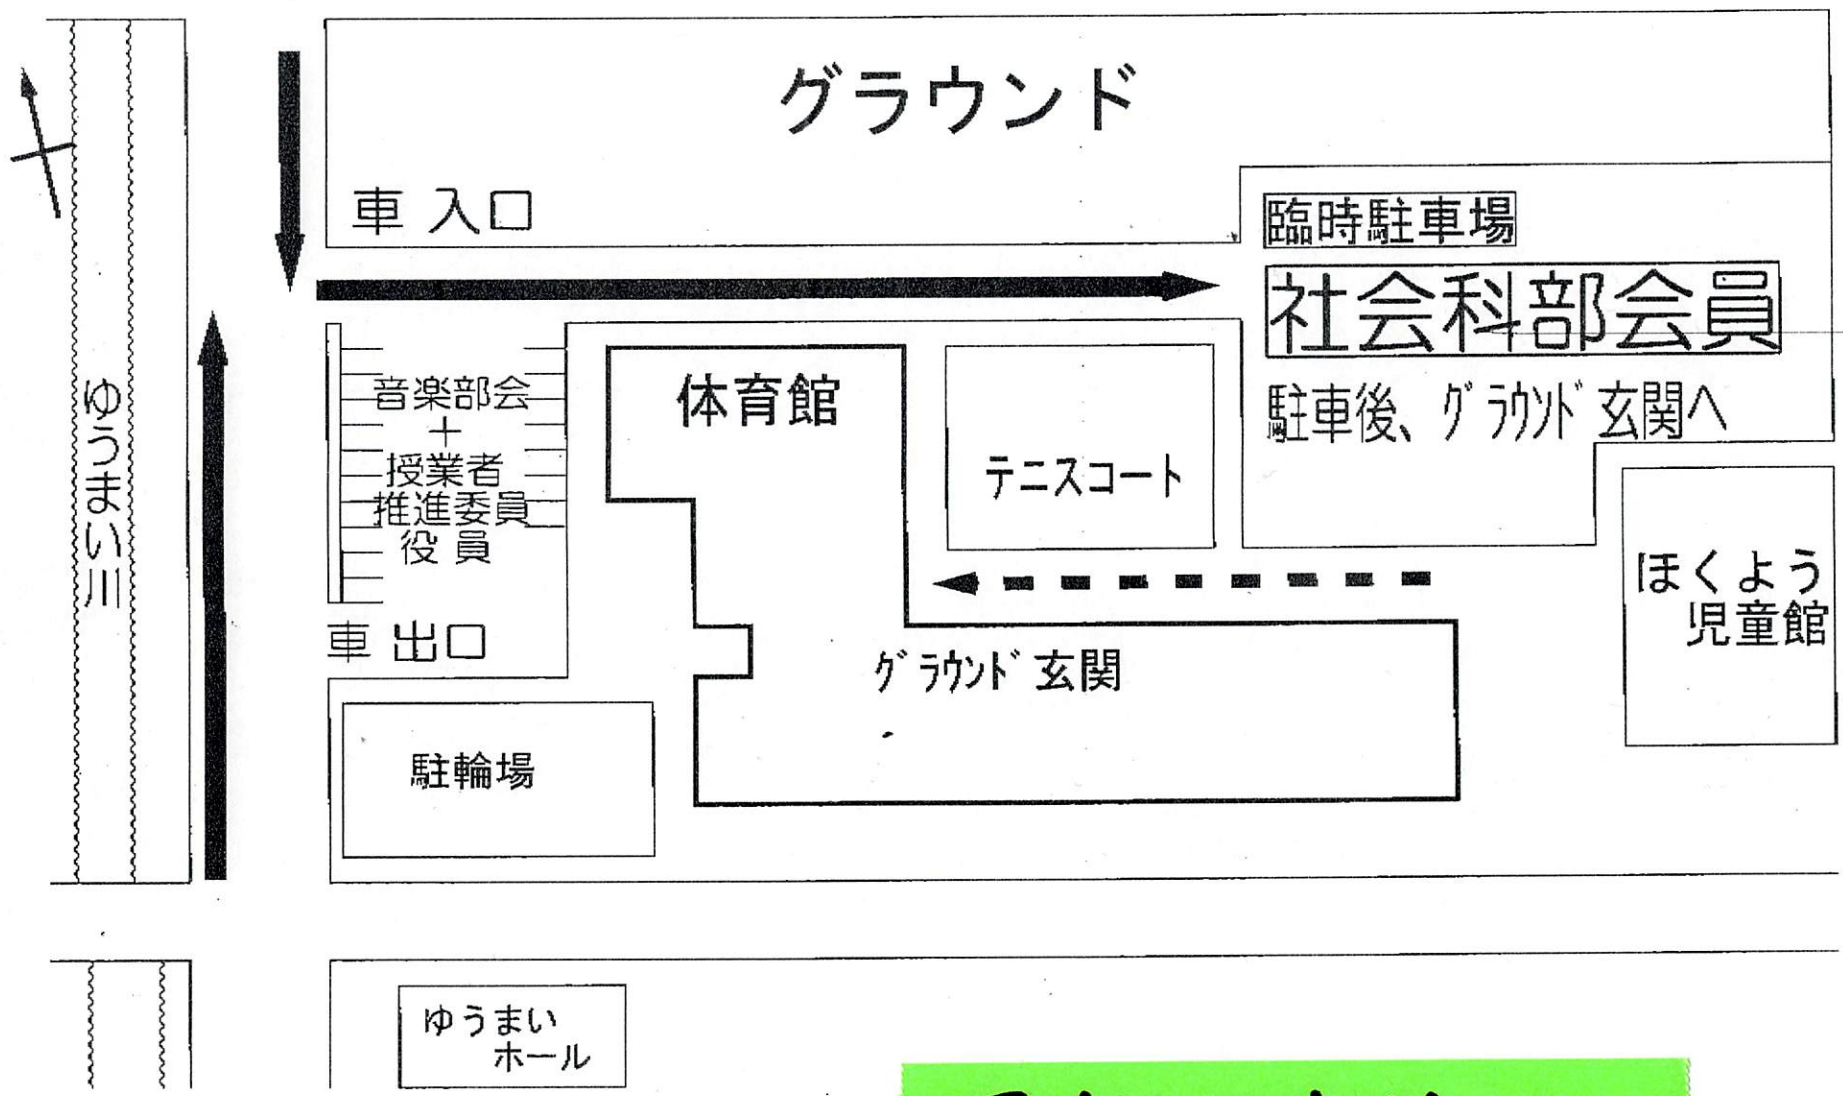 グラウンド
車 入口
臨時駐車場
社会科部会員
駐車後、グラウンド玄関へ
音楽部会
＋
授業者
推進委員
役 員
体育館
テニスコート
ゆうまい川
ほくよう
児童館
車 出口
グラウンド玄関
駐輪場
ゆうまい
ホール